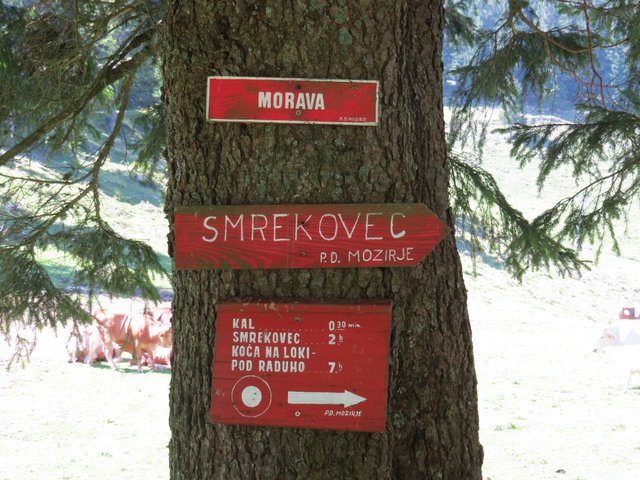 MORAVA
P.D. MOZIRJE
SMREKOVEC
P.D. MOZIRJE
KAL ... 0 30 min.
SMREKOVEC ... 2 h
KOČA NA LOKI-
POD RADUHO ... 7 h
P.D. MOZIRJE